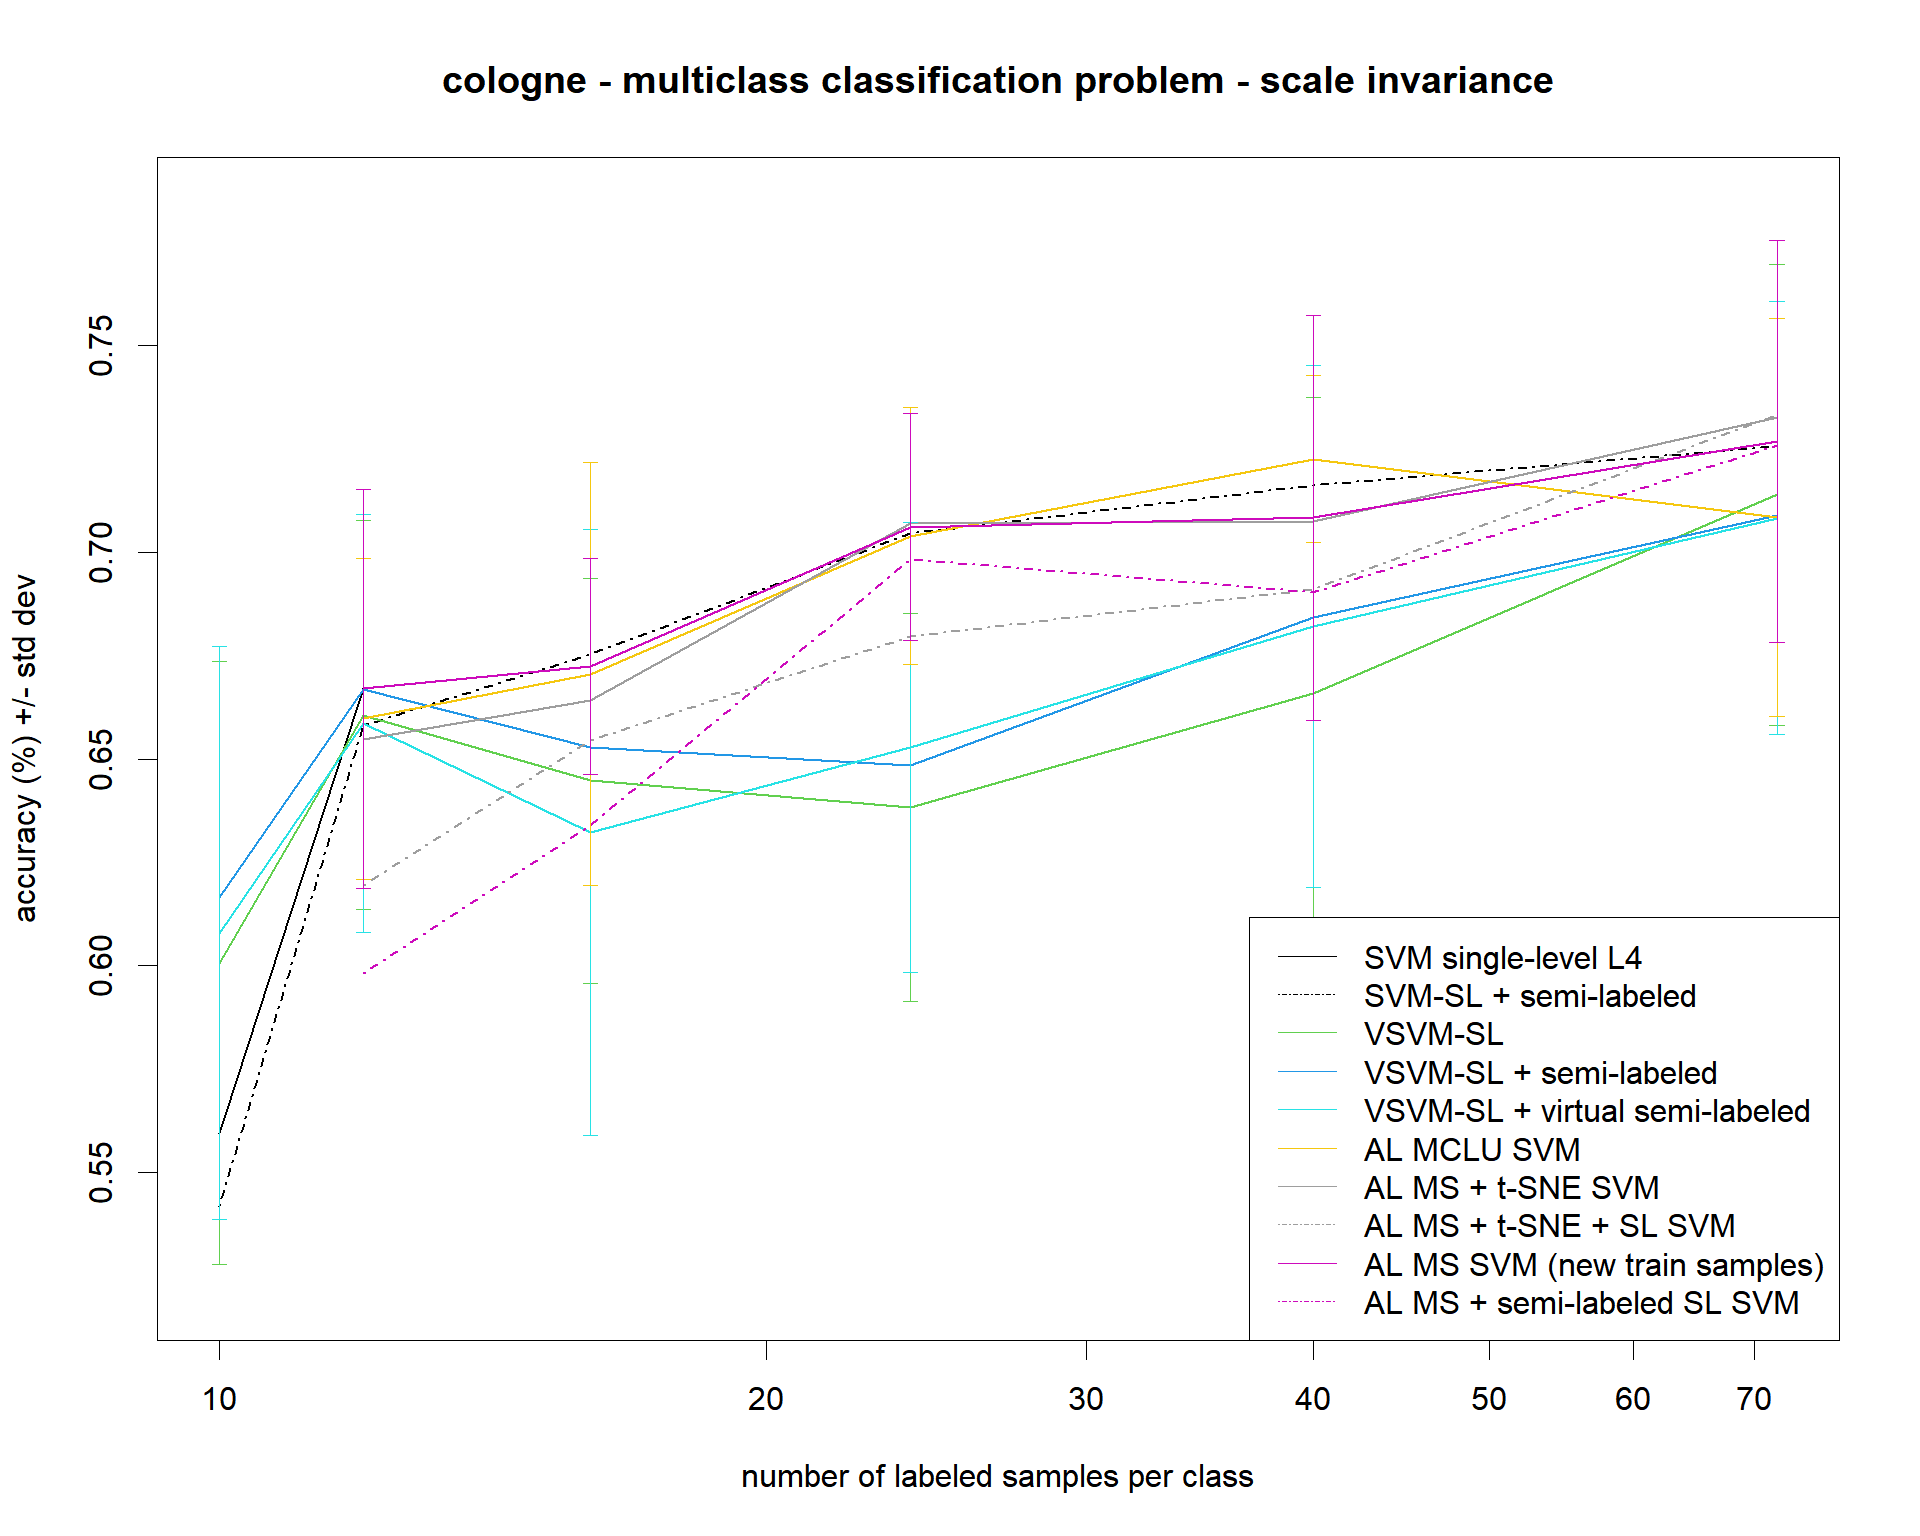 cologne - multiclass classification problem - scale invariance
accuracy (%) +/- std dev
0.75
0.70
0.65
0.60
0.55
SVM single-level L4
SVM-SL + semi-labeled
VSVM-SL
VSVM-SL + semi-labeled
VSVM-SL + virtual semi-labeled
AL MCLU SVM
AL MS + t-SNE SVM
AL MS + t-SNE + SL SVM
AL MS SVM (new train samples)
AL MS + semi-labeled SL SVM
10 20 30 40 50 60 70
number of labeled samples per class